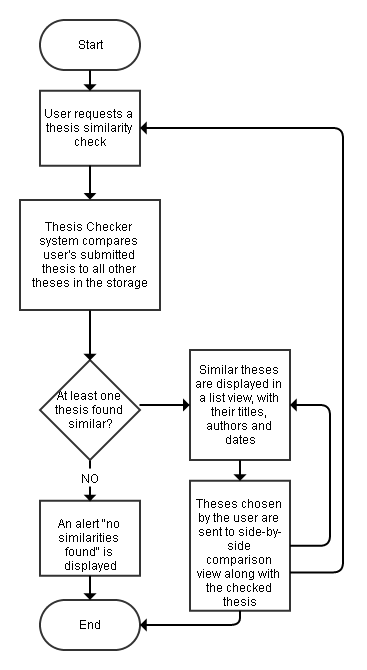 Start
User requests a
thesis similarity
check
Thesis Checker
system compares
user's submitted
thesis to all other
theses in the storage
At least one
thesis found
similar?
Similar theses
are displayed in
a list view, with
their titles,
authors and
dates
NO
Theses chosen
by the user are
sent to side-by-
side
comparison
view along with
the checked
thesis
An alert "no
similarities
found" is
displayed
End